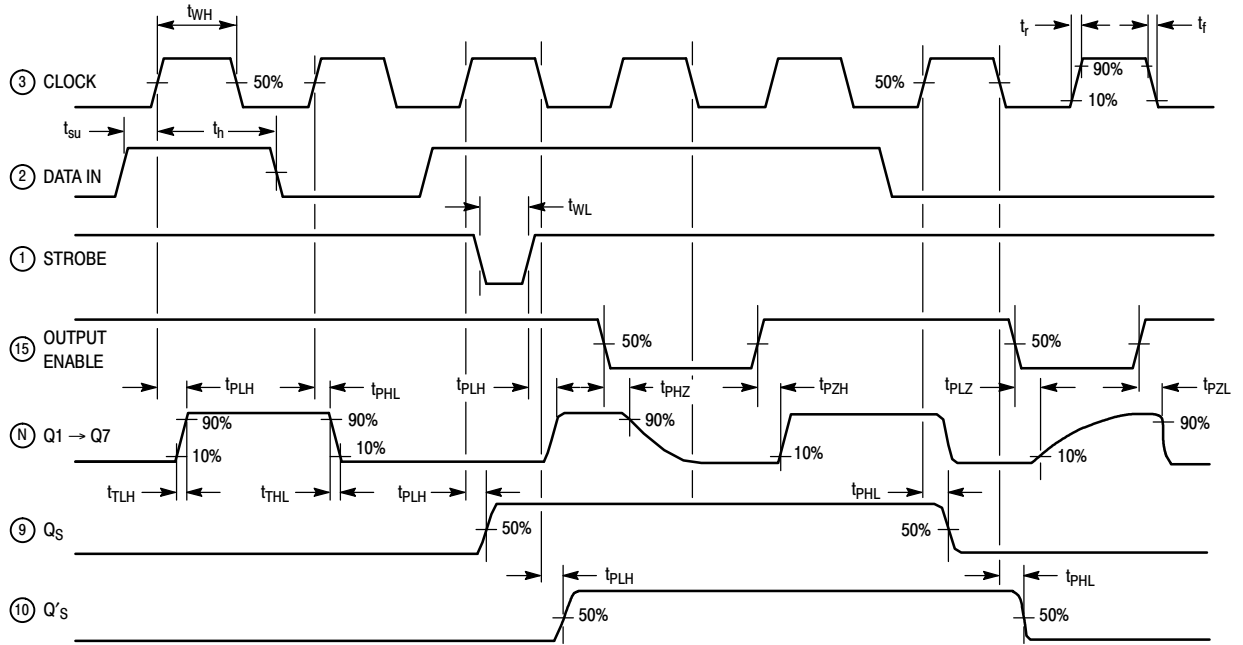 tWH
tr
tf
3 CLOCK
50%
50%
90%
10%
tsu
th
2 DATA IN
tWL
1 STROBE
15 OUTPUT ENABLE
50%
50%
tPLH
tPHL
tPLH
tPHZ
tPZH
tPLZ
tPZL
N Q1 → Q7
90%
10%
90%
10%
90%
10%
10%
90%
tTLH
tTHL
tPLH
tPHL
9 QS
50%
50%
tPLH
tPHL
10 Q′S
50%
50%